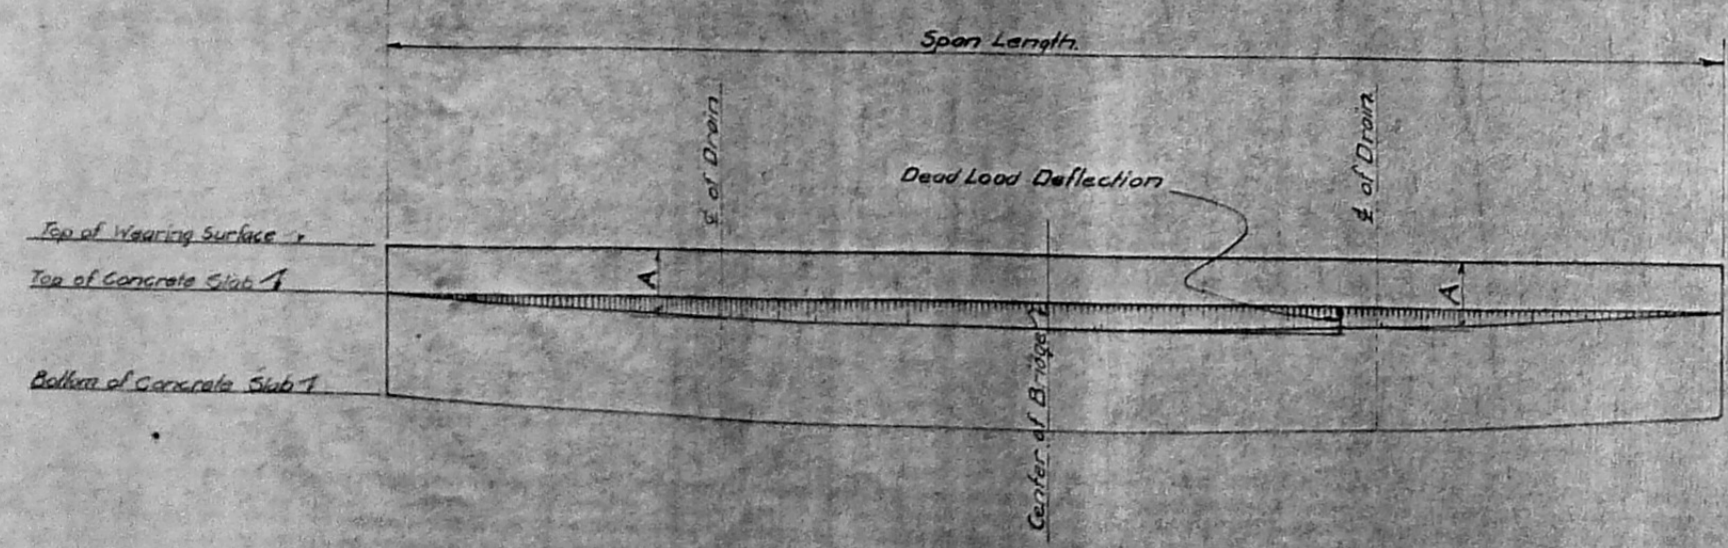 Span Length.
℄ of Drain
℄ of Drain
Dead Load Deflection
Top of Wearing Surface
A
Top of Concrete Slab
A
Bottom of Concrete Slab
Center of Bridge